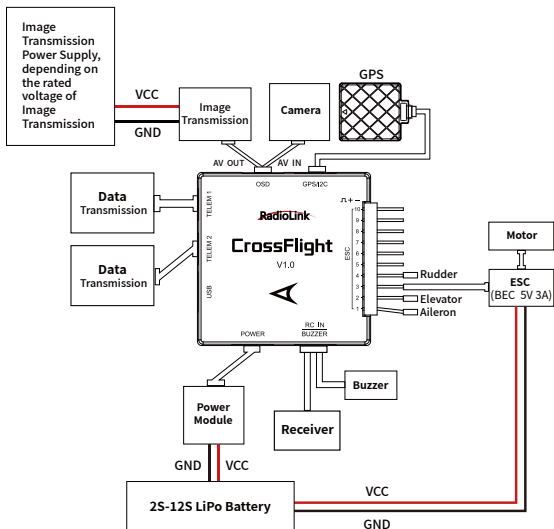 Image
Transmission
Power Supply,
depending on
the rated
voltage of
Image
Transmission
VCC
GND
Image
Transmission
Camera
GPS
AV OUT
AV IN
OSD
GPS/I2C
Data
Transmission
TELEM 1
Data
Transmission
TELEM 2
USB
RadioLink
CrossFlight
V1.0
+ −
10
9
8
7
6
5
4
3
2
1
ESC
Rudder
Elevator
Aileron
Motor
ESC
(BEC 5V 3A)
POWER
RC IN
BUZZER
Buzzer
Receiver
Power
Module
GND
VCC
2S-12S LiPo Battery
VCC
GND